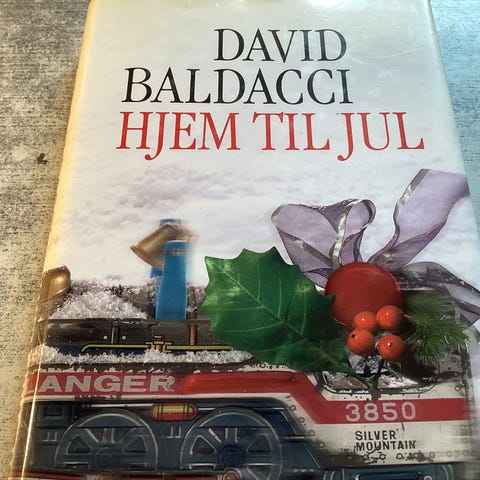 DAVID
BALDACCI
HJEM TIL JUL
ANGER
3850
SILVER
MOUNTAIN